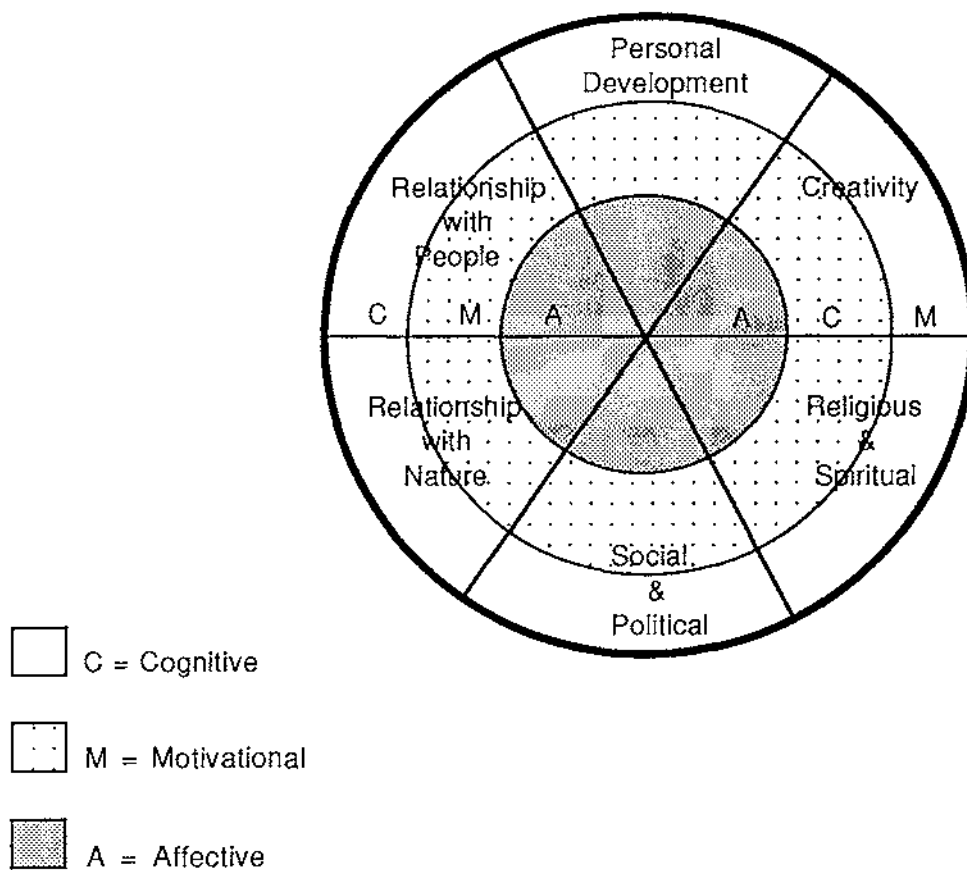 Personal
Development
Relationship
with
People
Creativity
C M A A C M
Relationship
with
Nature
Religious
&
Spiritual
Social
&
Political
C = Cognitive
M = Motivational
A = Affective